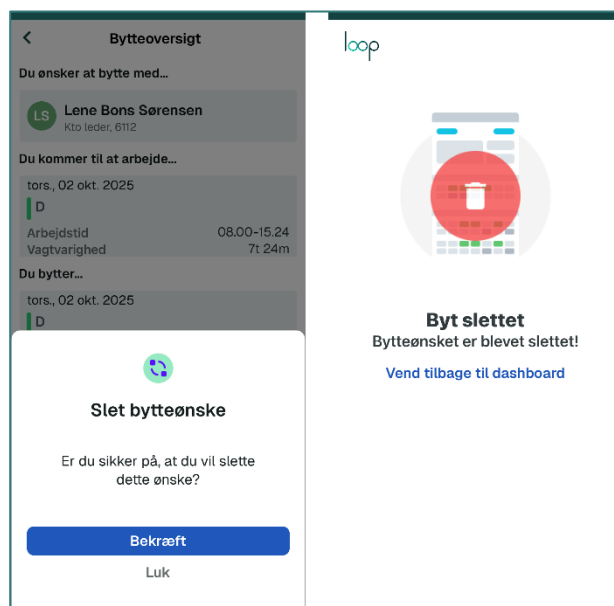 Bytteoversigt
Du ønsker at bytte med...
LS
Lene Bons Sørensen
Kto leder, 6112
Du kommer til at arbejde...
tors., 02 okt. 2025
D
Arbejdstid 08.00-15.24
Vagtvarighed 7t 24m
Du bytter...
tors., 02 okt. 2025
D
Slet bytteønske
Er du sikker på, at du vil slette
dette ønske?
Bekræft
Luk
loop
Byt slettet
Bytteønsket er blevet slettet!
Vend tilbage til dashboard